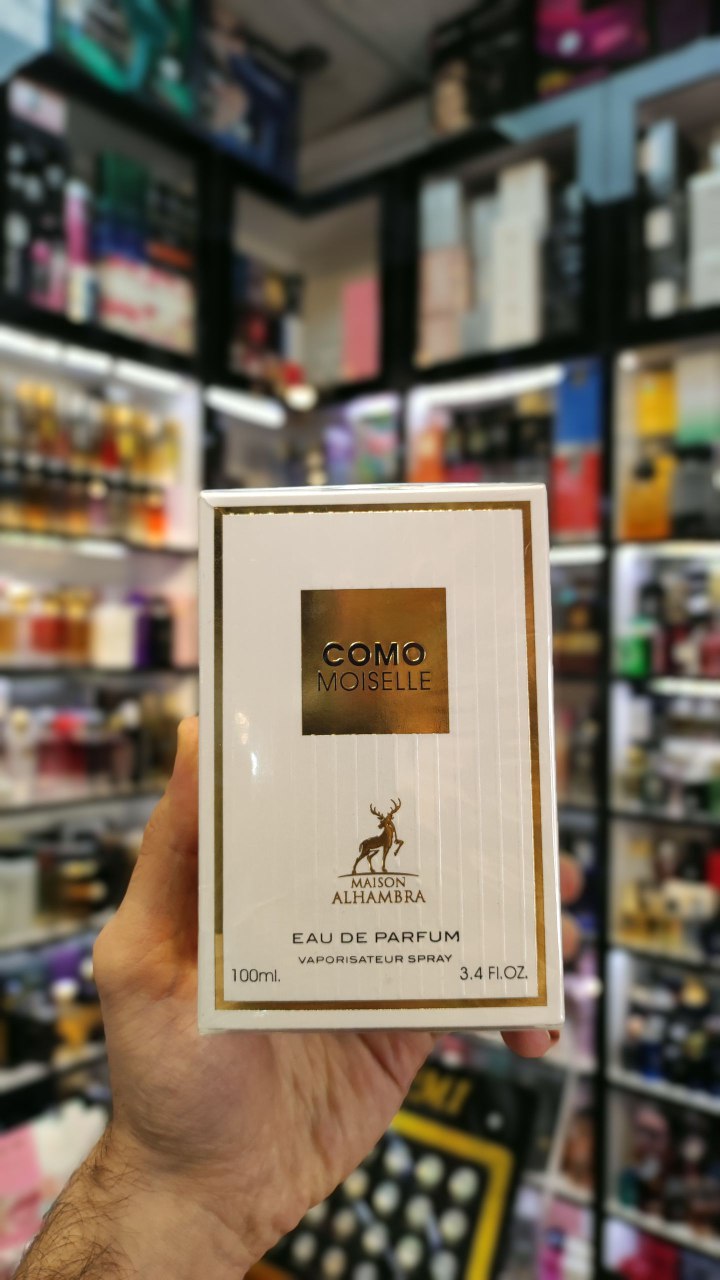 COMO
MOISELLE
MAISON
ALHAMBRA
EAU DE PARFUM
VAPORISATEUR SPRAY
100ml.
3.4 Fl.OZ.